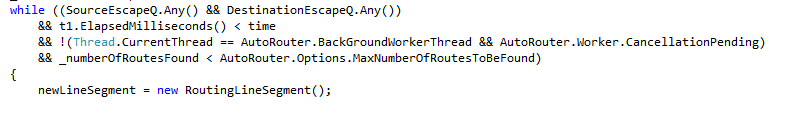 while ((SourceEscapeQ.Any() && DestinationEscapeQ.Any())
&& t1.ElapsedMilliseconds() < time
&& !(Thread.CurrentThread == AutoRouter.BackGroundWorkerThread && AutoRouter.Worker.CancellationPending)
&& _numberOfRoutesFound < AutoRouter.Options.MaxNumberOfRoutesToBeFound)
{
newLineSegment = new RoutingLineSegment();